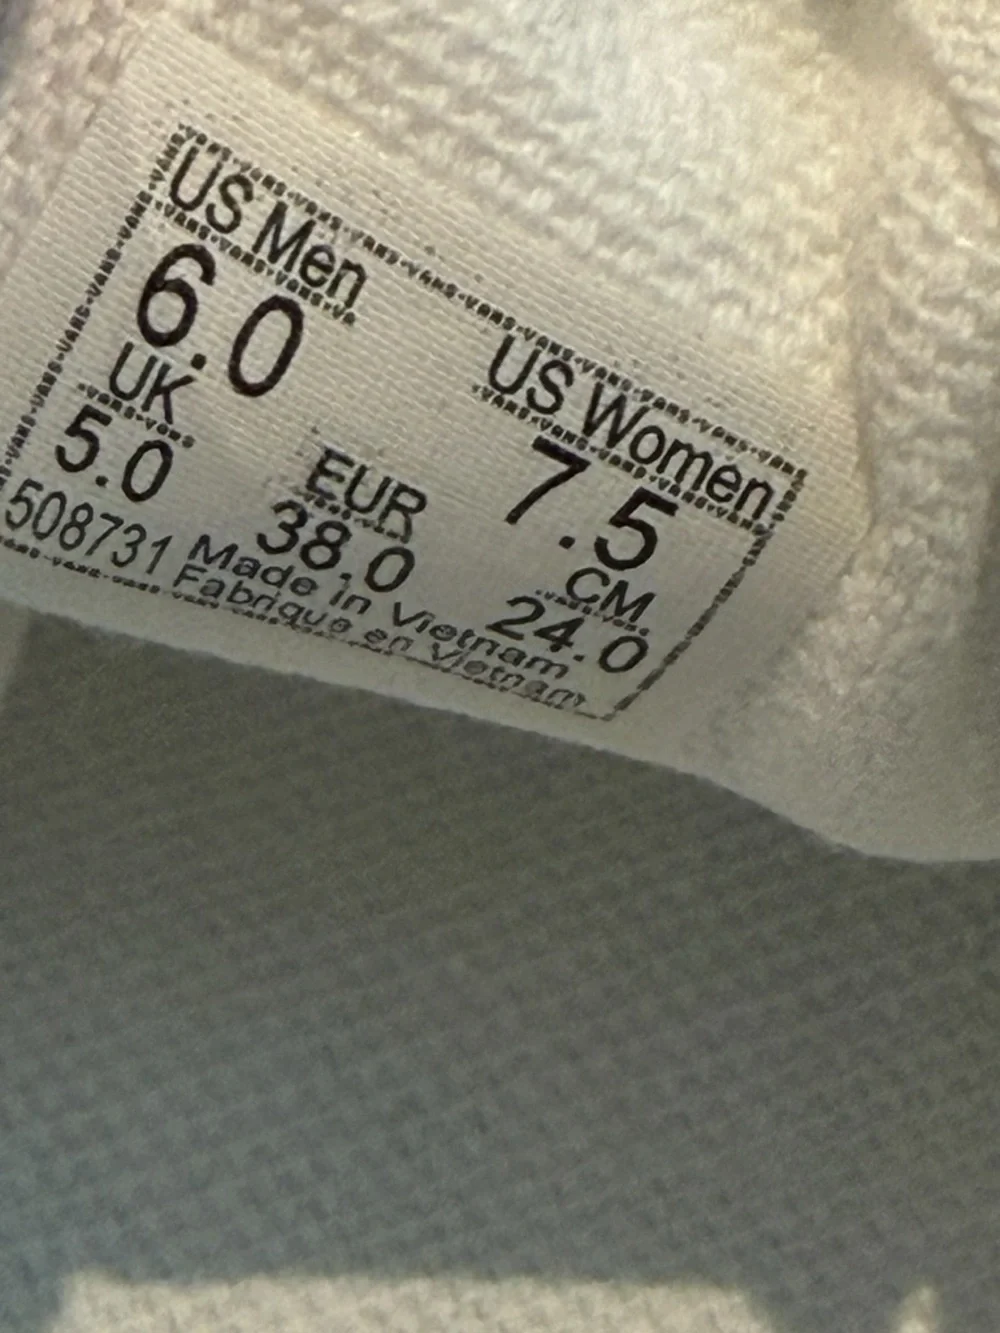 US Men
6.0
US Women
7.5
UK
5.0
EUR
38.0
CM
24.0
508731
Made in Vietnam
Fabrique en Vietnam